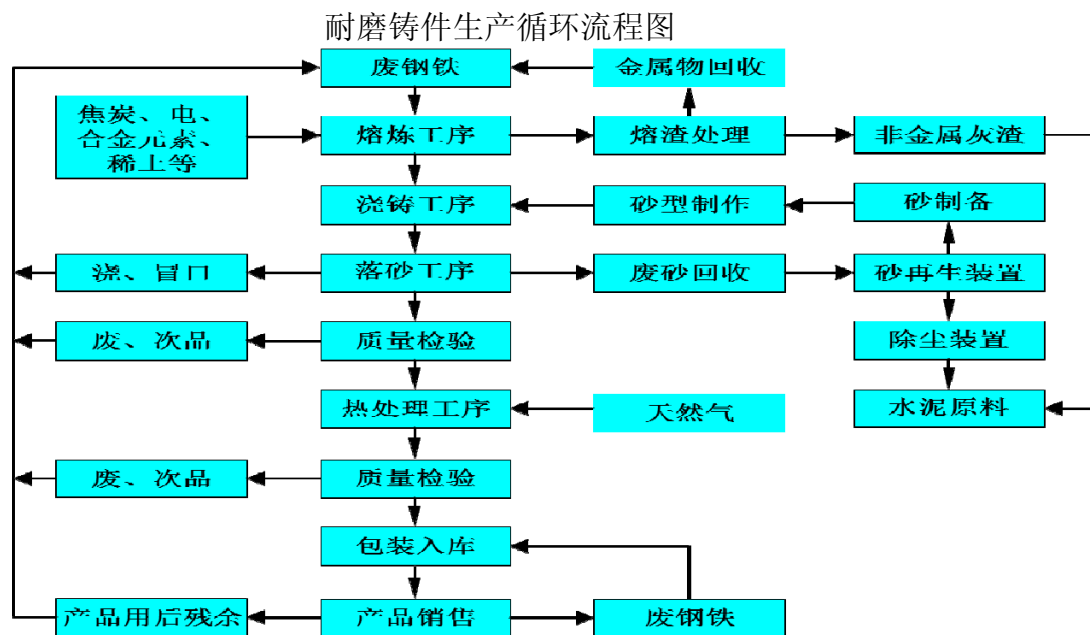 耐磨铸件生产循环流程图
废钢铁
金属物回收
焦炭、电、
合金元素、
稀土等
熔炼工序
熔渣处理
非金属灰渣
浇铸工序
砂型制作
砂制备
浇、冒口
落砂工序
废砂回收
砂再生装置
废、次品
质量检验
除尘装置
热处理工序
天然气
水泥原料
废、次品
质量检验
包装入库
产品用后残余
产品销售
废钢铁